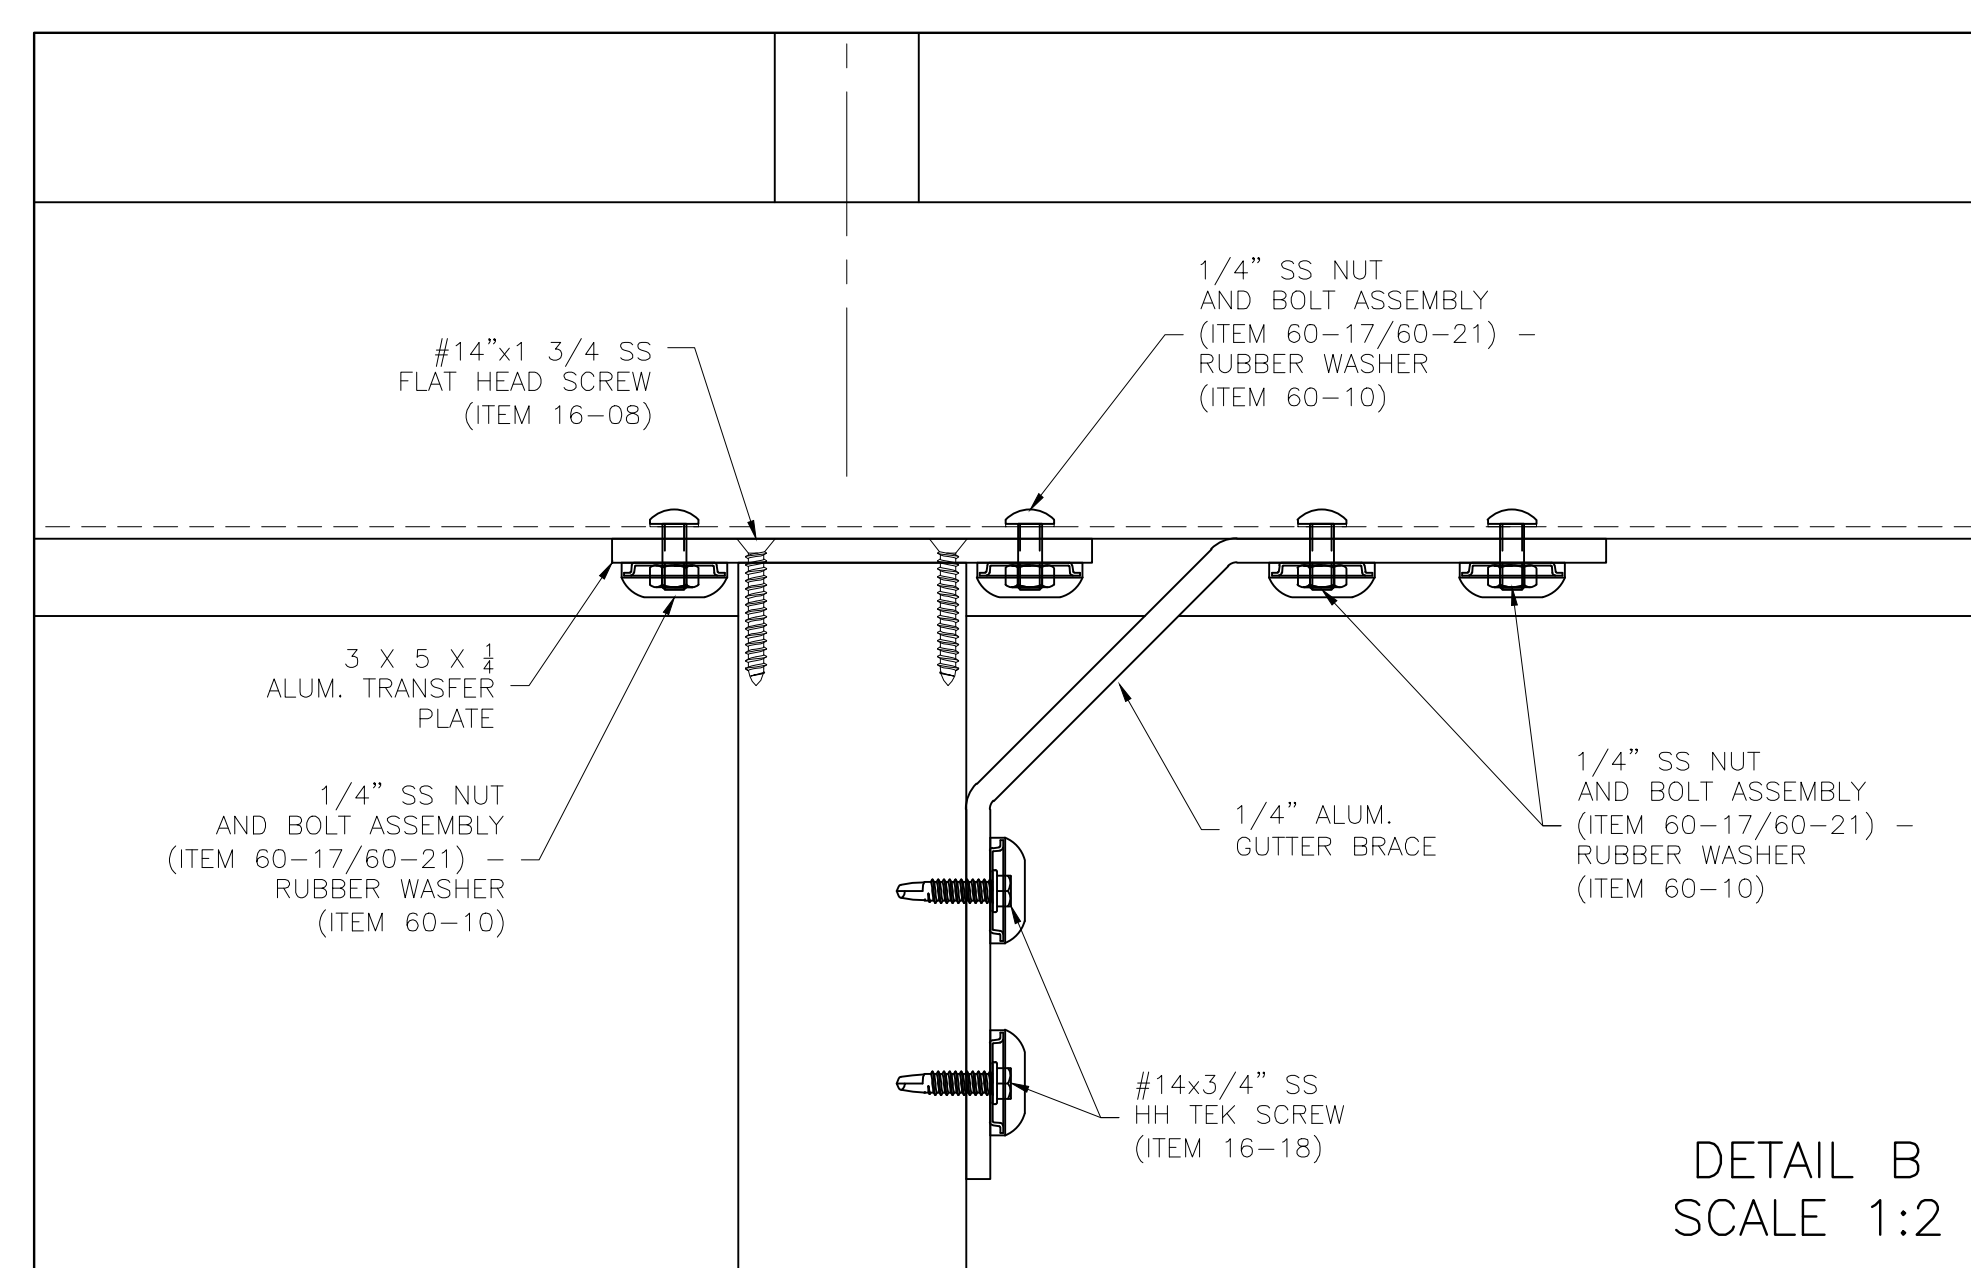 1/4” SS NUT
AND BOLT ASSEMBLY
(ITEM 60-17/60-21) -
RUBBER WASHER
(ITEM 60-10)
#14”x1 3/4 SS
FLAT HEAD SCREW
(ITEM 16-08)
3 X 5 X 1/4
ALUM. TRANSFER
PLATE
1/4” SS NUT
AND BOLT ASSEMBLY
(ITEM 60-17/60-21) -
RUBBER WASHER
(ITEM 60-10)
1/4” ALUM.
GUTTER BRACE
1/4” SS NUT
AND BOLT ASSEMBLY
(ITEM 60-17/60-21) -
RUBBER WASHER
(ITEM 60-10)
#14x3/4” SS
HH TEK SCREW
(ITEM 16-18)
DETAIL B
SCALE 1:2